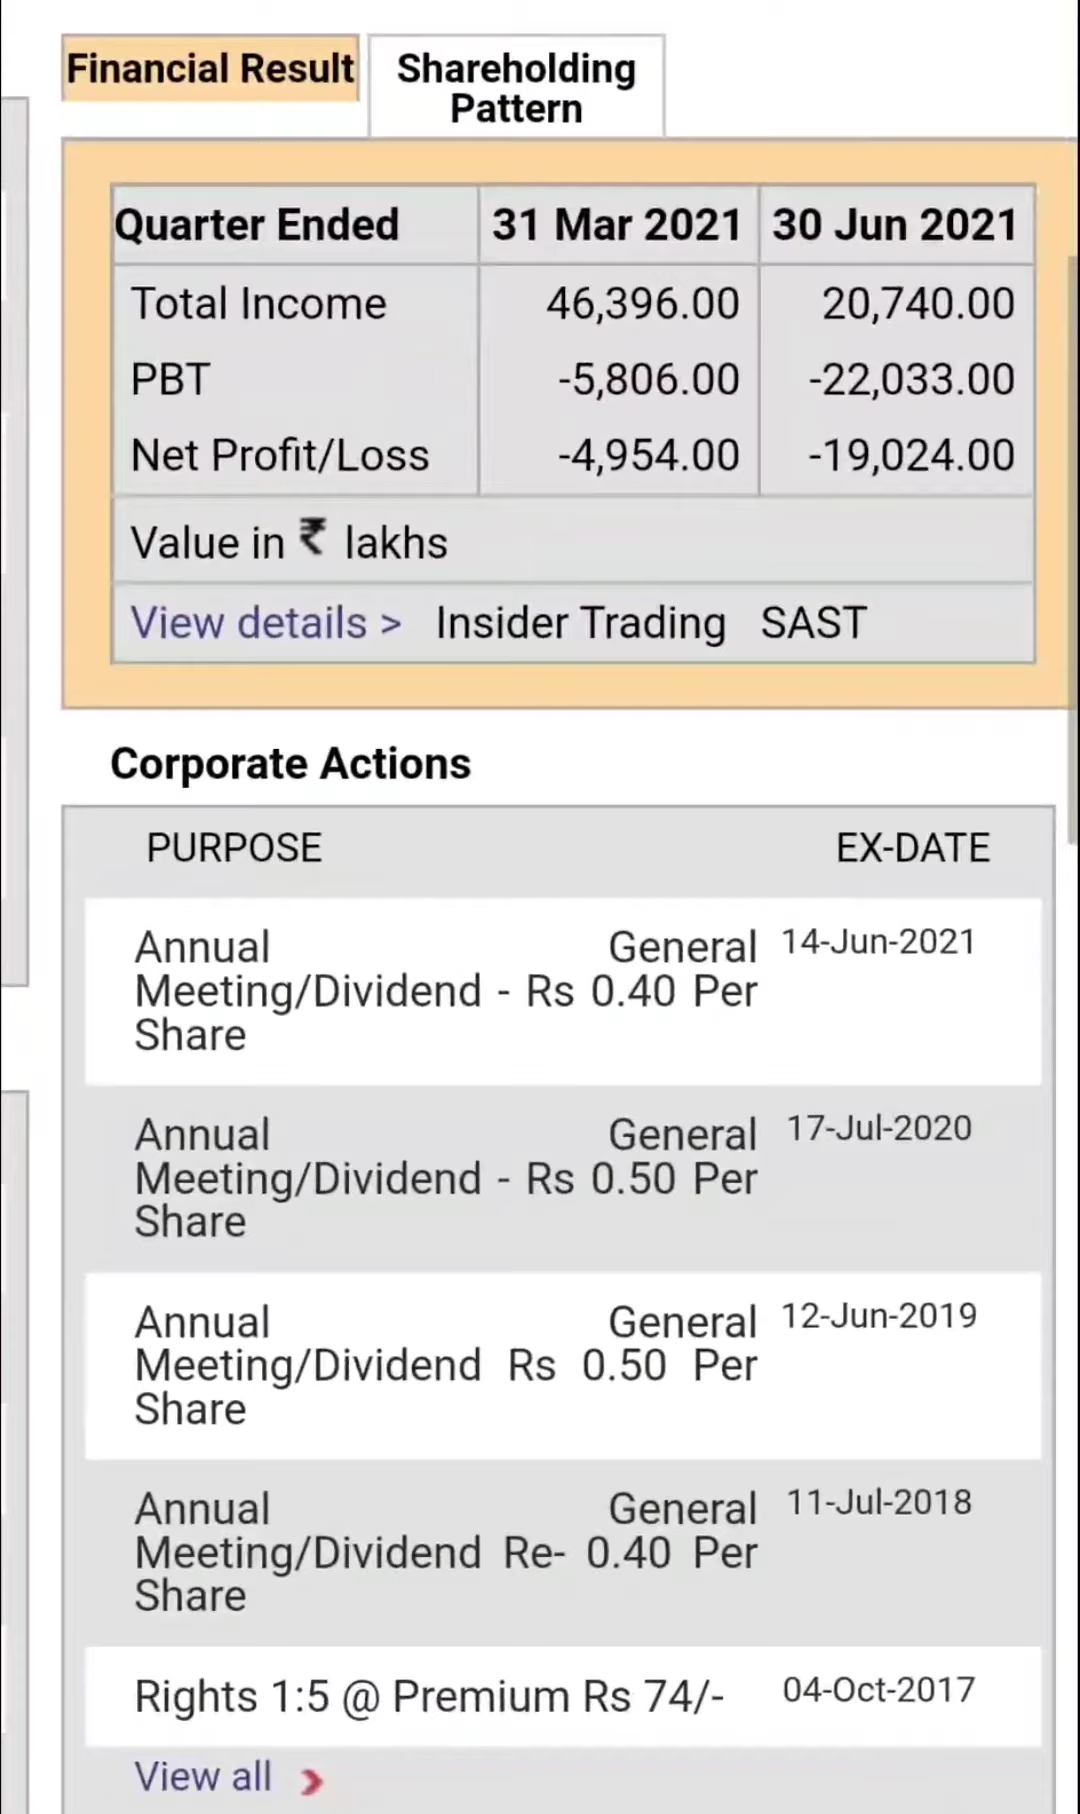 Financial Result
Shareholding
Pattern
Quarter Ended 31 Mar 2021 30 Jun 2021
Total Income 46,396.00 20,740.00
PBT -5,806.00 -22,033.00
Net Profit/Loss -4,954.00 -19,024.00
Value in ₹ lakhs
View details > Insider Trading SAST
Corporate Actions
PURPOSE EX-DATE
Annual General 14-Jun-2021
Meeting/Dividend - Rs 0.40 Per
Share
Annual General 17-Jul-2020
Meeting/Dividend - Rs 0.50 Per
Share
Annual General 12-Jun-2019
Meeting/Dividend Rs 0.50 Per
Share
Annual General 11-Jul-2018
Meeting/Dividend Re- 0.40 Per
Share
Rights 1:5 @ Premium Rs 74/- 04-Oct-2017
View all